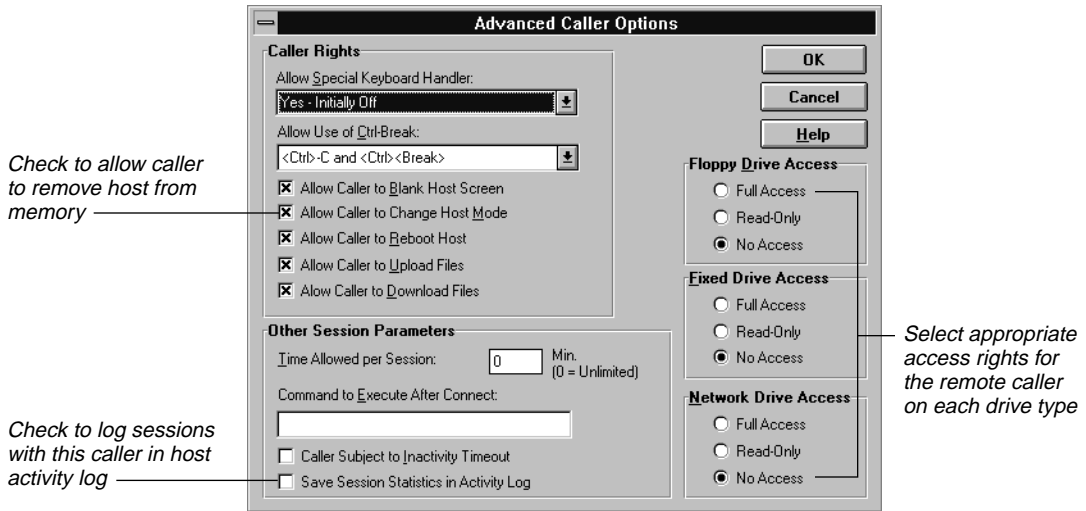 Advanced Caller Options
Caller Rights
Allow Special Keyboard Handler:
Yes - Initially Off
Allow Use of Ctrl-Break:
<Ctrl>-C and <Ctrl><Break>
Allow Caller to Blank Host Screen
Allow Caller to Change Host Mode
Allow Caller to Reboot Host
Allow Caller to Upload Files
Alow Caller to Download Files
Other Session Parameters
Time Allowed per Session:
0
Min.
(0 = Unlimited)
Command to Execute After Connect:
Caller Subject to Inactivity Timeout
Save Session Statistics in Activity Log
OK
Cancel
Help
Floppy Drive Access
Full Access
Read-Only
No Access
Fixed Drive Access
Full Access
Read-Only
No Access
Network Drive Access
Full Access
Read-Only
No Access
Check to allow caller
to remove host from
memory
Check to log sessions
with this caller in host
activity log
Select appropriate
access rights for
the remote caller
on each drive type